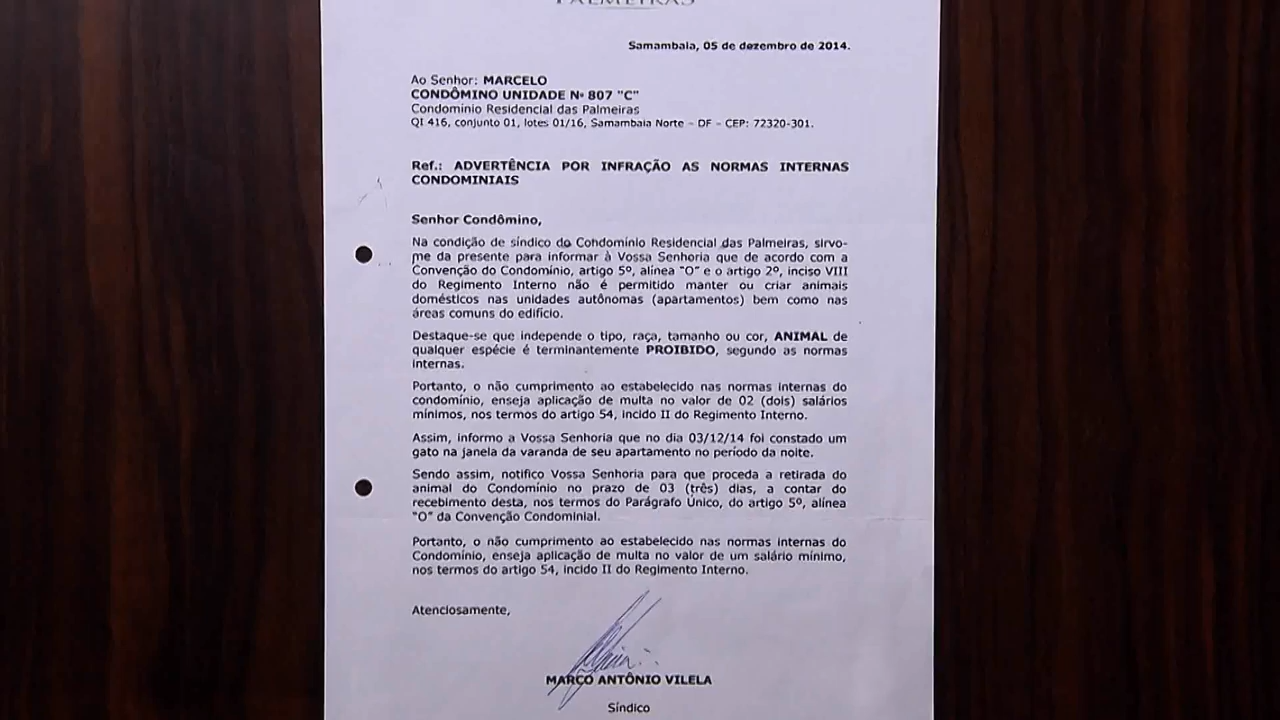 PALMEIRAS
Samambaia, 05 de dezembro de 2014.
Ao Senhor: MARCELO
CONDÔMINO UNIDADE Nº 807 "C"
Condominio Residencial das Palmeiras
QI 416, conjunto 01, lotes 01/16, Samambaia Norte – DF – CEP: 72320-301.
Ref.: ADVERTÊNCIA POR INFRAÇÃO AS NORMAS INTERNAS
CONDOMINIAIS
Senhor Condômino,
Na condição de síndico do Condomínio Residencial das Palmeiras, sirvo-
me da presente para informar à Vossa Senhoria que de acordo com a
Convenção do Condomínio, artigo 5º, alínea "O" e o artigo 2º, inciso VIII
do Regimento Interno não é permitido manter ou criar animais
domésticos nas unidades autônomas (apartamentos) bem como nas
áreas comuns do edifício.
Destaque-se que independe o tipo, raça, tamanho ou cor, ANIMAL de
qualquer espécie é terminantemente PROIBIDO, segundo as normas
internas.
Portanto, o não cumprimento ao estabelecido nas normas internas do
condomínio, enseja aplicação de multa no valor de 02 (dois) salários
mínimos, nos termos do artigo 54, incido II do Regimento Interno.
Assim, informo a Vossa Senhoria que no dia 03/12/14 foi constado um
gato na janela da varanda de seu apartamento no período da noite.
Sendo assim, notifico Vossa Senhoria para que proceda a retirada do
animal do Condomínio no prazo de 03 (três) dias, a contar do
recebimento desta, nos termos do Parágrafo Único, do artigo 5º, alínea
"O" da Convenção Condominial.
Portanto, o não cumprimento ao estabelecido nas normas internas do
Condomínio, enseja aplicação de multa no valor de um salário mínimo,
nos termos do artigo 54, incido II do Regimento Interno.
Atenciosamente,
MARCO ANTÔNIO VILELA
Síndico